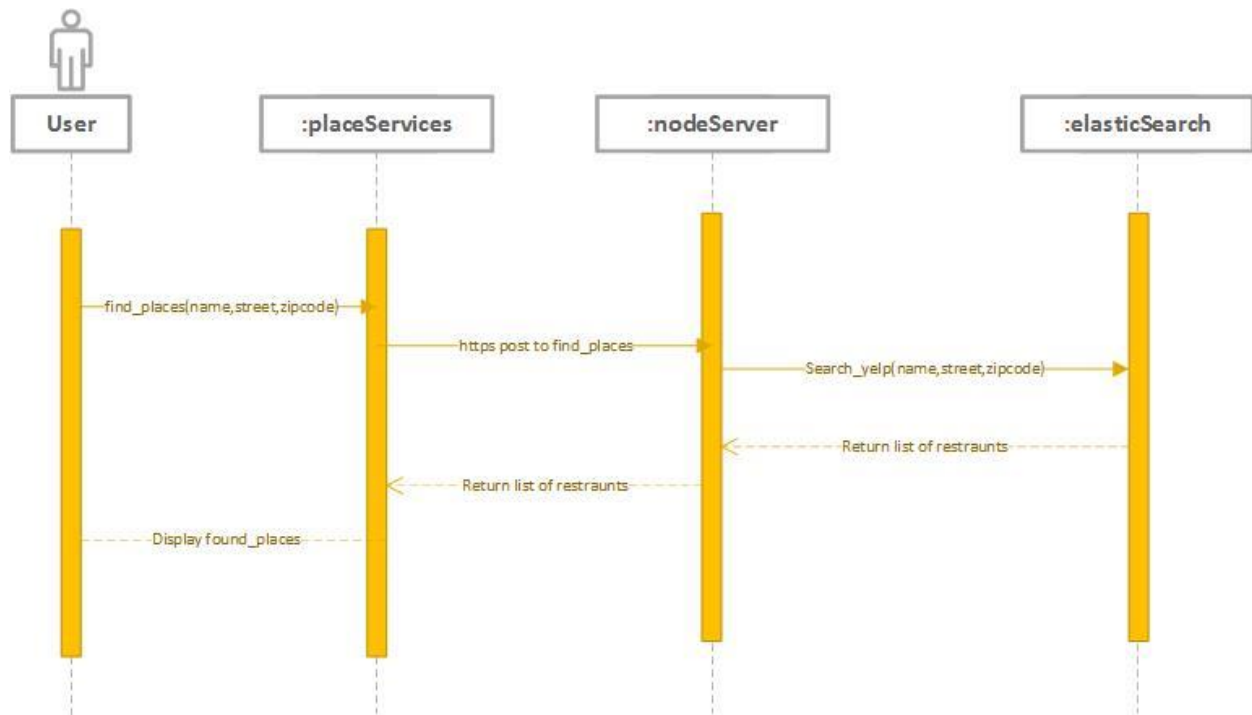 User
:placeServices
:nodeServer
:elasticSearch
find_places(name,street,zipcode)
https post to find_places
Search_yelp(name,street,zipcode)
Return list of restraunts
Return list of restraunts
Display found_places